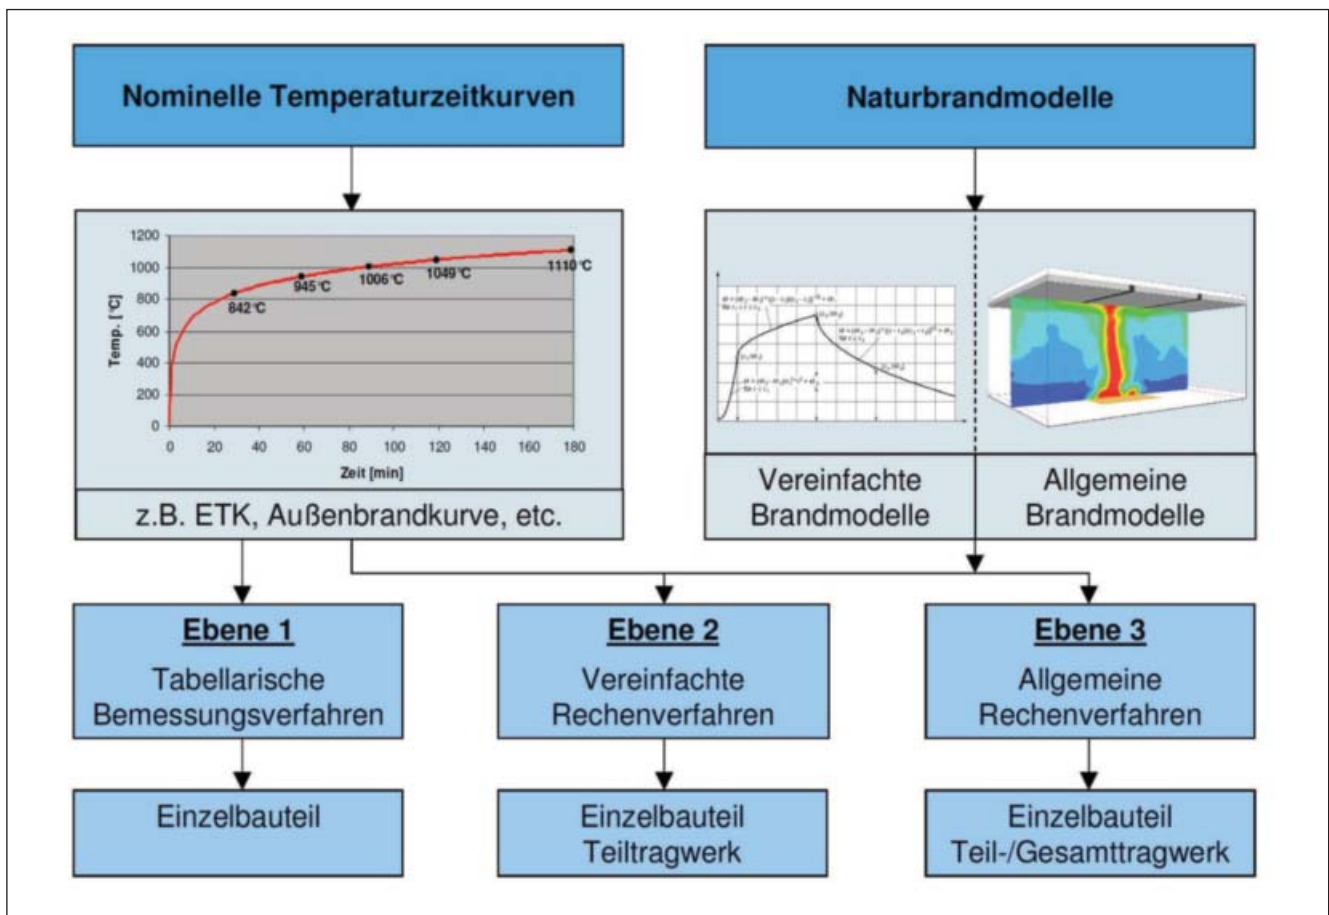 Nominelle Temperaturzeitkurven
Naturbrandmodelle
1200
1000
800
600
400
200
0
Temp. [°C]
842°C
945°C
1006°C
1049°C
1110°C
0 20 40 60 80 100 120 140 160 180
Zeit [min]
z.B. ETK, Außenbrandkurve, etc.
Vereinfachte
Brandmodelle
Allgemeine
Brandmodelle
Ebene 1
Tabellarische
Bemessungsverfahren
Ebene 2
Vereinfachte
Rechenverfahren
Ebene 3
Allgemeine
Rechenverfahren
Einzelbauteil
Einzelbauteil
Teiltragwerk
Einzelbauteil
Teil-/Gesamttragwerk